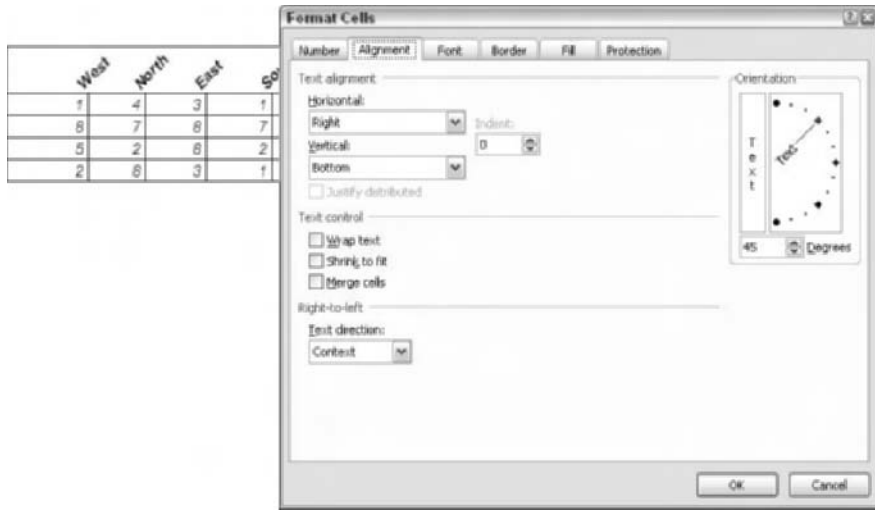 Format Cells
West North East So
1 4 3 1
8 7 8 7
5 2 8 2
2 8 3 1
Number Alignment Font Border Fill Protection
Text alignment
Horizontal:
Right
Indent:
0
Vertical:
Bottom
Justify distributed
Text control
Wrap text
Shrink to fit
Merge cells
Right-to-left
Text direction:
Context
Orientation
Text
Text
45 Degrees
OK Cancel